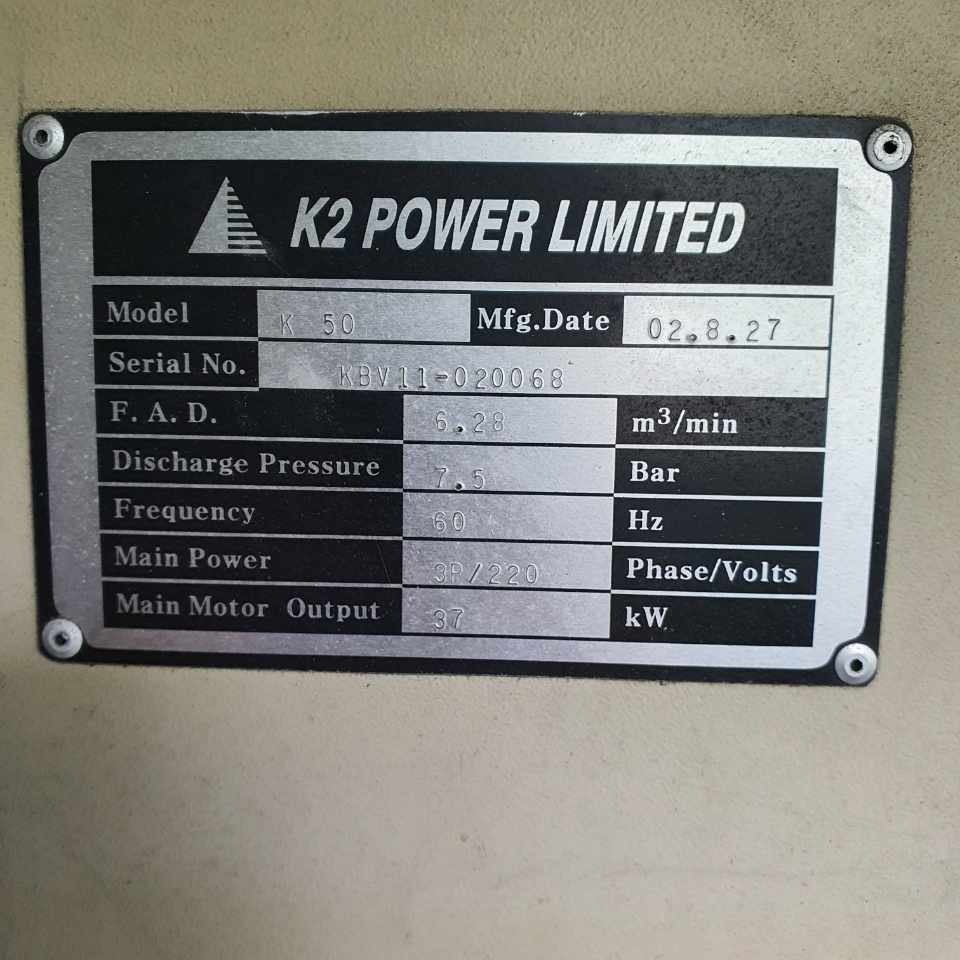 K2 POWER LIMITED
Model K 50 Mfg.Date 02.8.27
Serial No. KBV11-020068
F. A. D. 6.28 m³/min
Discharge Pressure 7.5 Bar
Frequency 60 Hz
Main Power 3P/220 Phase/Volts
Main Motor Output 37 kW